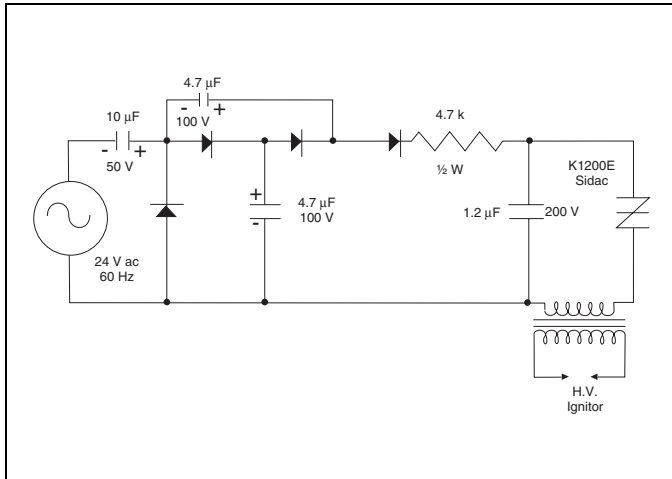 4.7 μF
- +
100 V
10 μF
- +
50 V
4.7 k
½ W
K1200E
Sidac
+
4.7 μF
100 V
-
1.2 μF
200 V
24 V ac
60 Hz
H.V.
Ignitor